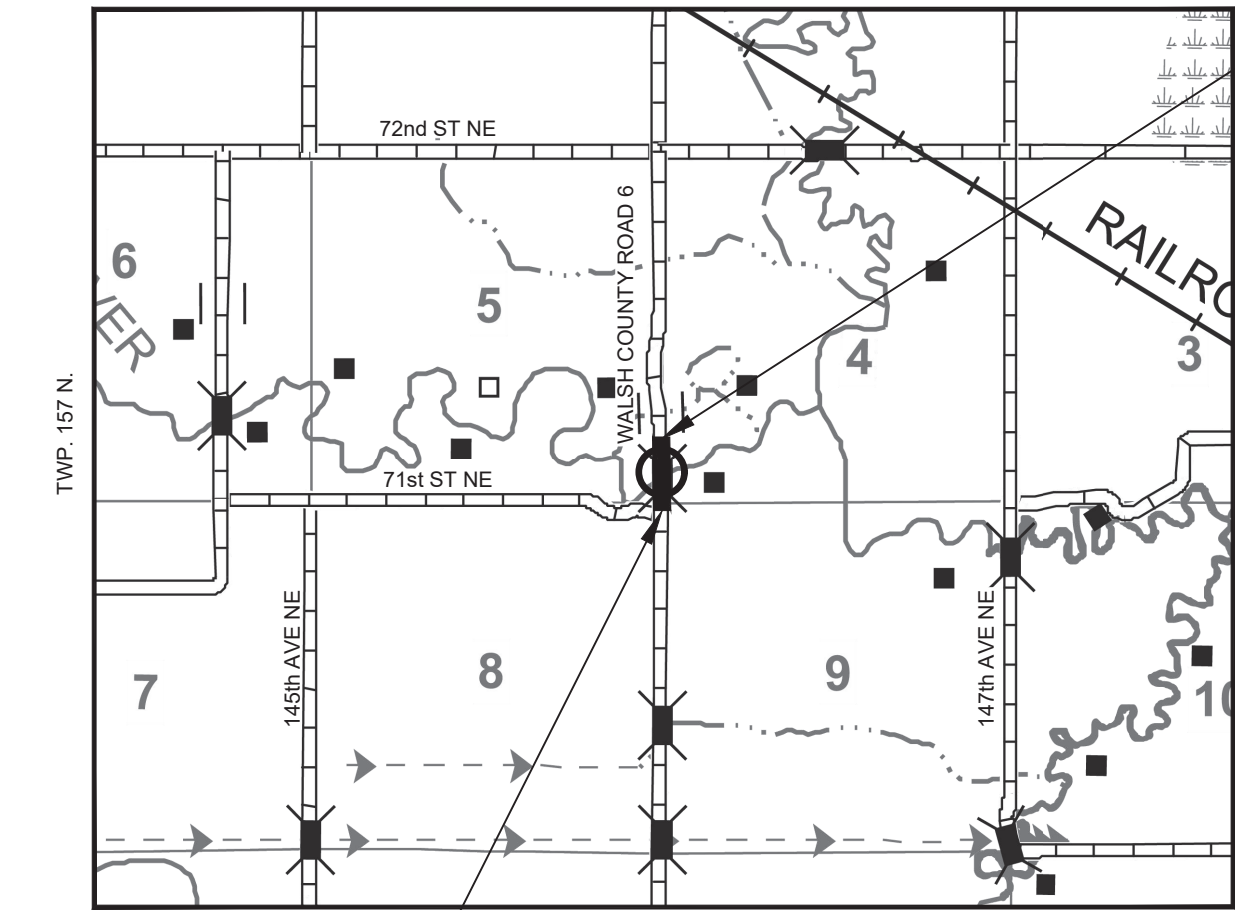 72nd ST NE
WALSH COUNTY ROAD 6
RAILRO
6
5
4
3
VER
TWP. 157 N.
71st ST NE
145th AVE NE
147th AVE NE
7
8
9
10